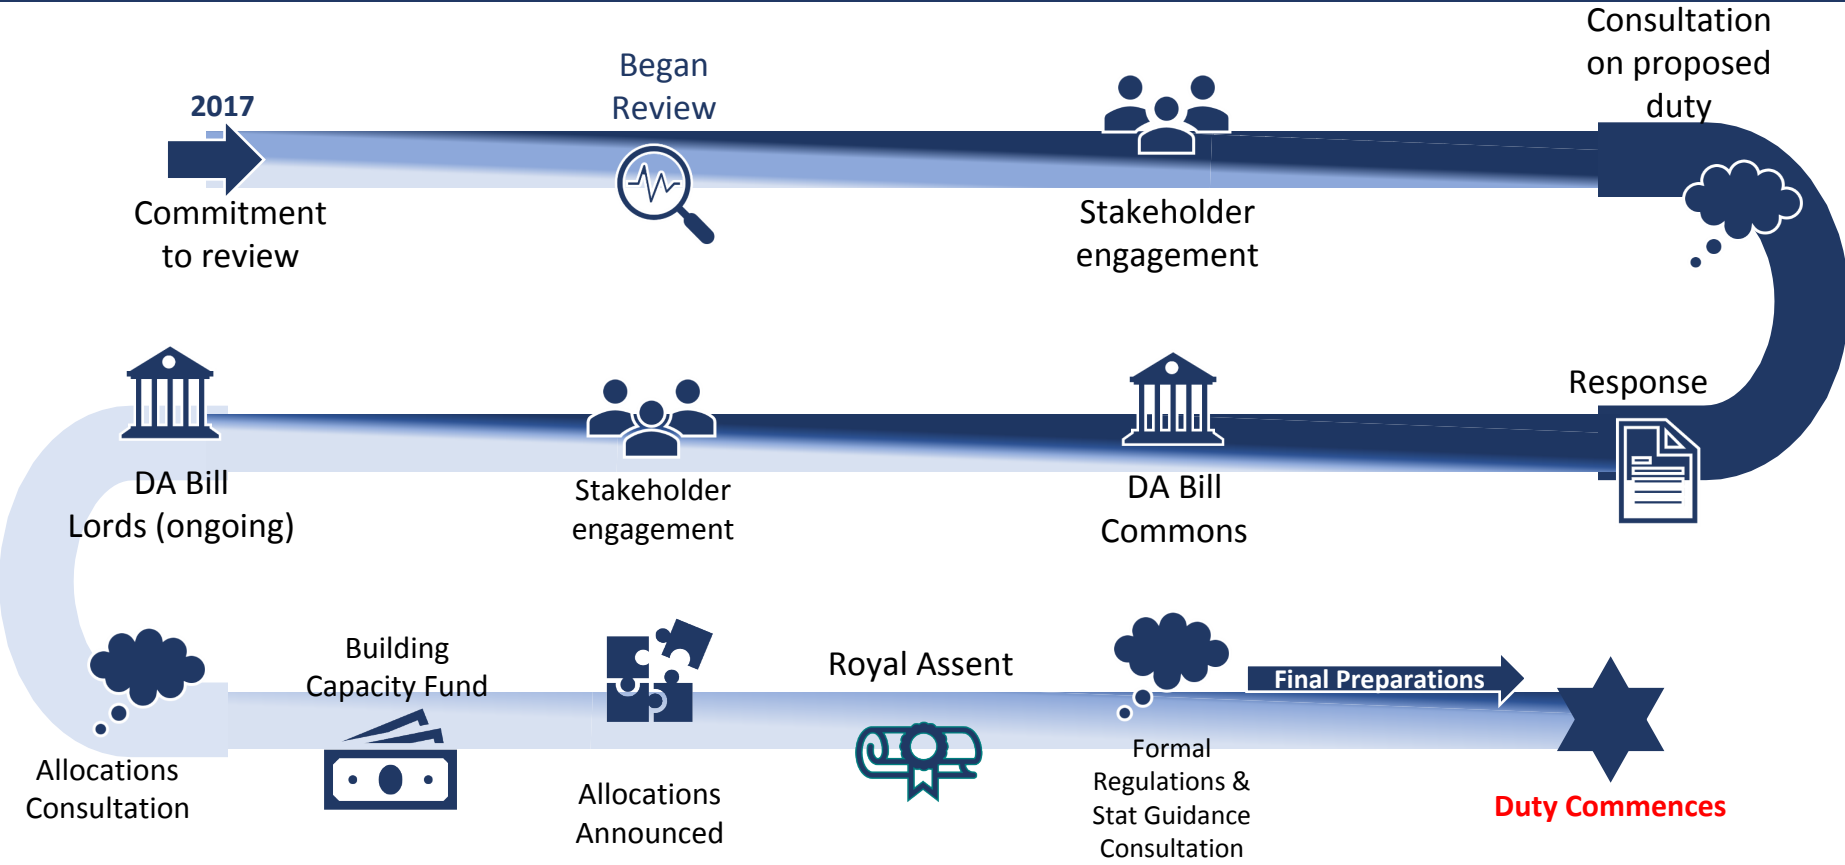 2017
Commitment
to review
Began
Review
Stakeholder
engagement
Consultation
on proposed
duty
Response
DA Bill
Commons
Stakeholder
engagement
DA Bill
Lords (ongoing)
Allocations
Consultation
Building
Capacity Fund
Allocations
Announced
Royal Assent
Formal
Regulations &
Stat Guidance
Consultation
Final Preparations
Duty Commences